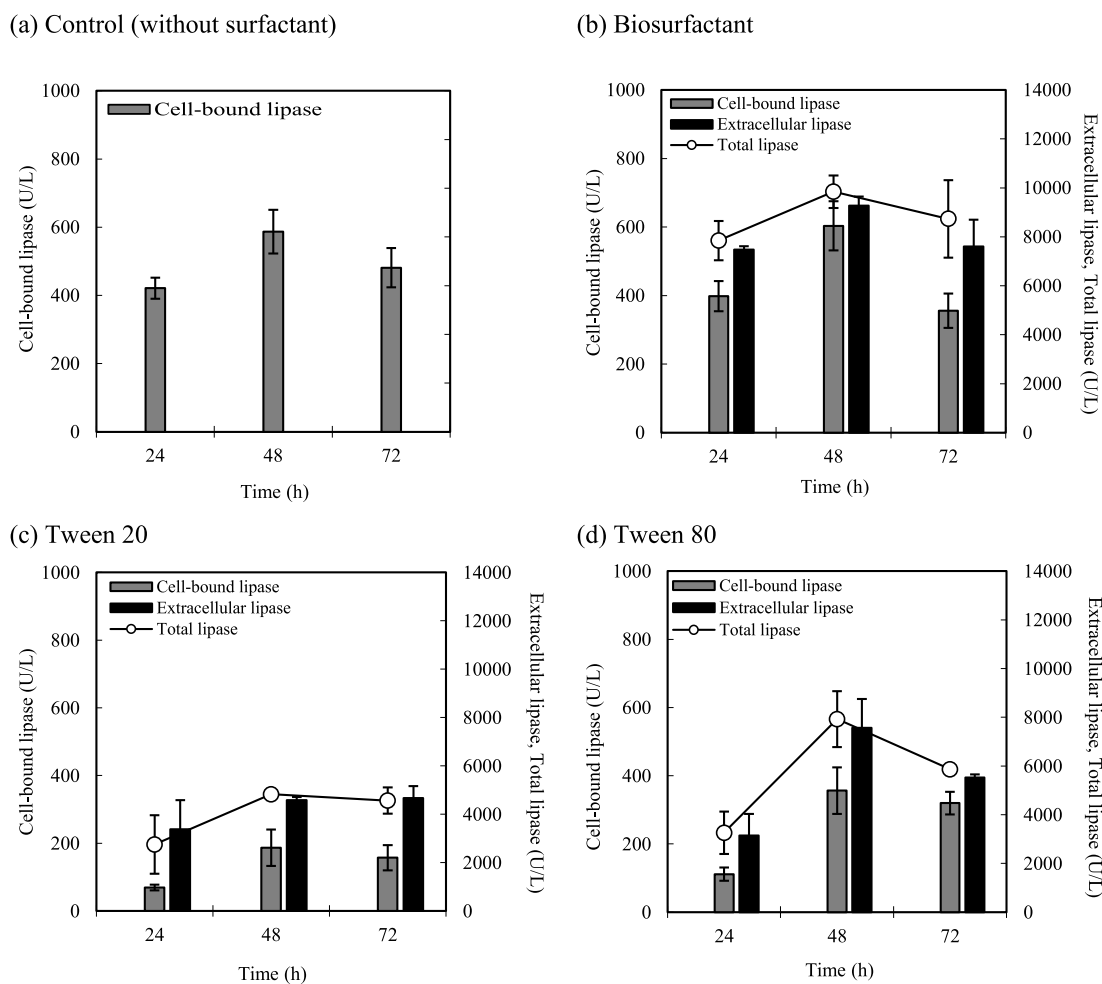 (a) Control (without surfactant)
1000
800
600
400
200
0
Cell-bound lipase (U/L)
Cell-bound lipase
24
48
72
Time (h)
(b) Biosurfactant
1000
800
600
400
200
0
Cell-bound lipase (U/L)
Cell-bound lipase
Extracellular lipase
Total lipase
14000
12000
10000
8000
6000
4000
2000
0
Extracellular lipase, Total lipase (U/L)
24
48
72
Time (h)
(c) Tween 20
1000
800
600
400
200
0
Cell-bound lipase (U/L)
Cell-bound lipase
Extracellular lipase
Total lipase
14000
12000
10000
8000
6000
4000
2000
0
Extracellular lipase, Total lipase (U/L)
24
48
72
Time (h)
(d) Tween 80
1000
800
600
400
200
0
Cell-bound lipase (U/L)
Cell-bound lipase
Extracellular lipase
Total lipase
14000
12000
10000
8000
6000
4000
2000
0
Extracellular lipase, Total lipase (U/L)
24
48
72
Time (h)